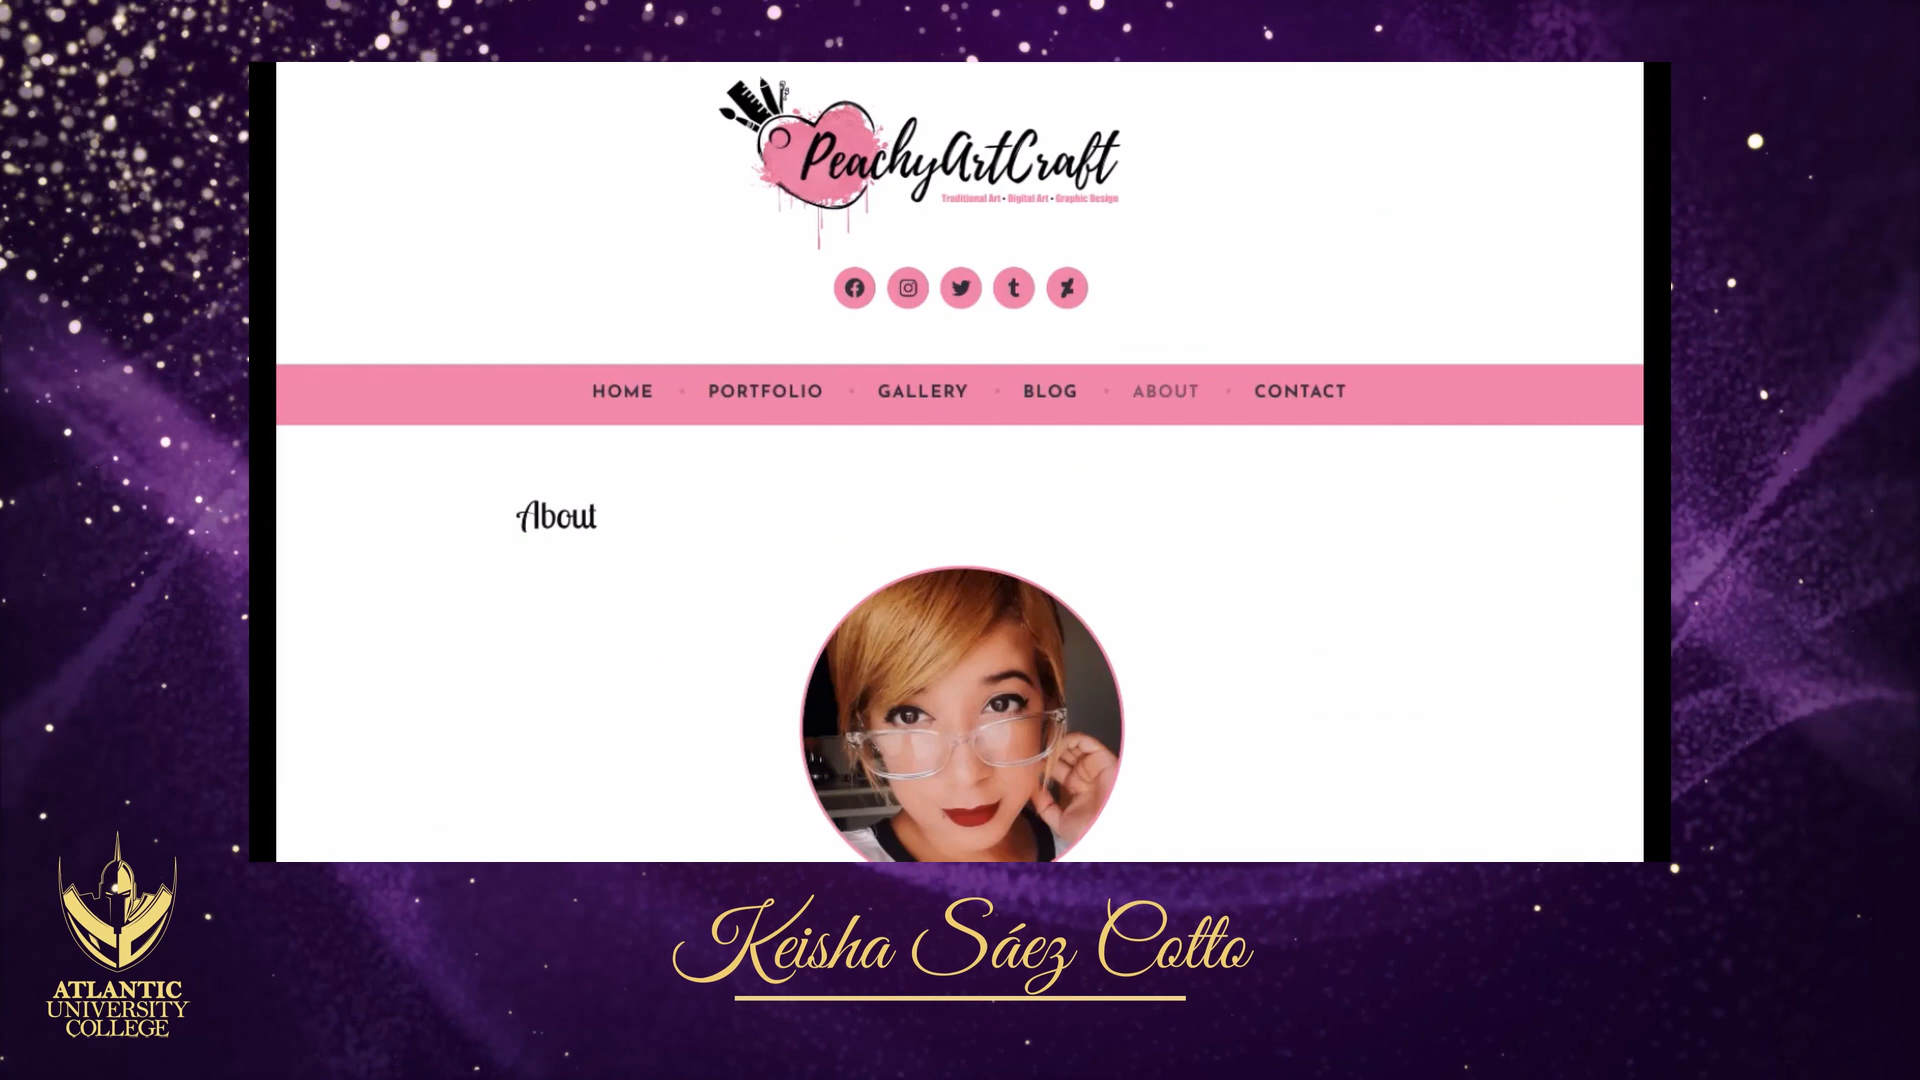 PeachyArtCraft
Traditional Art • Digital Art • Graphic Design
HOME • PORTFOLIO • GALLERY • BLOG • ABOUT • CONTACT
About
Keisha Sáez Cotto
ATLANTIC
UNIVERSITY
COLLEGE